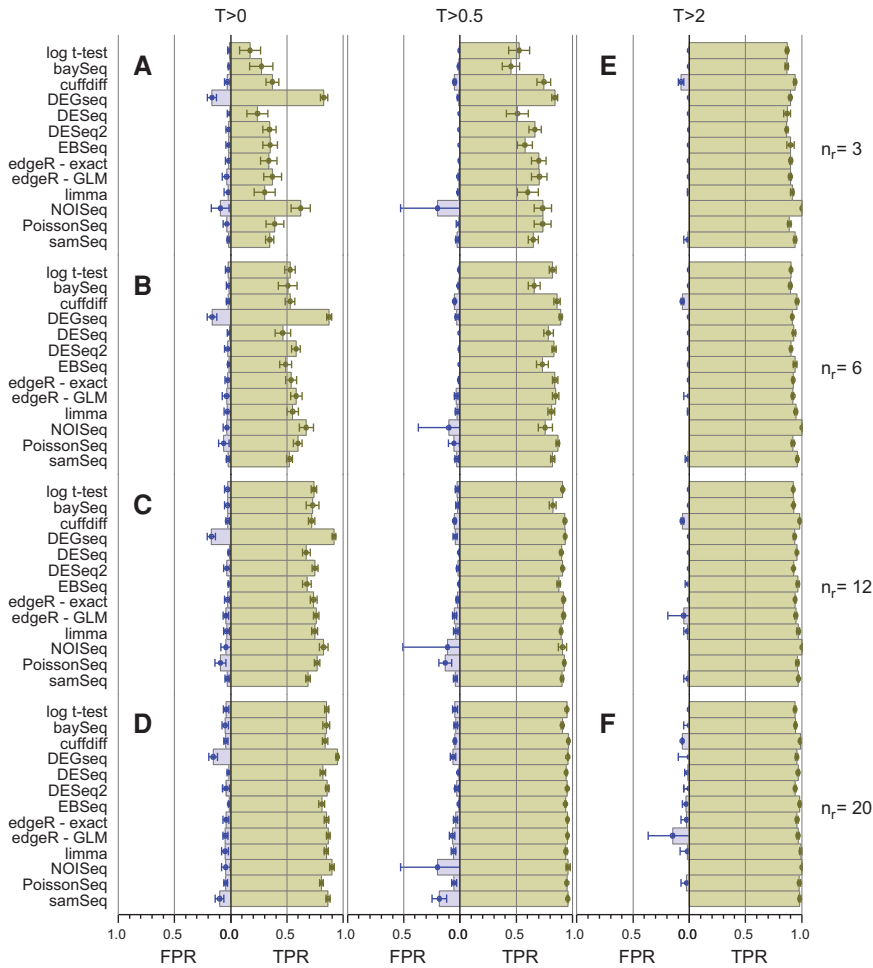 T>0 T>0.5 T>2
A E
log t-test
baySeq
cuffdiff
DEGseq
DESeq
DESeq2
EBSeq
edgeR - exact
edgeR - GLM
limma
NOISeq
PoissonSeq
samSeq
nr= 3
B
log t-test
baySeq
cuffdiff
DEGseq
DESeq
DESeq2
EBSeq
edgeR - exact
edgeR - GLM
limma
NOISeq
PoissonSeq
samSeq
nr= 6
C
log t-test
baySeq
cuffdiff
DEGseq
DESeq
DESeq2
EBSeq
edgeR - exact
edgeR - GLM
limma
NOISeq
PoissonSeq
samSeq
nr= 12
D F
log t-test
baySeq
cuffdiff
DEGseq
DESeq
DESeq2
EBSeq
edgeR - exact
edgeR - GLM
limma
NOISeq
PoissonSeq
samSeq
nr= 20
1.0 0.5 0.0 0.5 1.0 0.5 0.0 0.5 1.0 0.5 0.0 0.5 1.0
FPR TPR FPR TPR FPR TPR